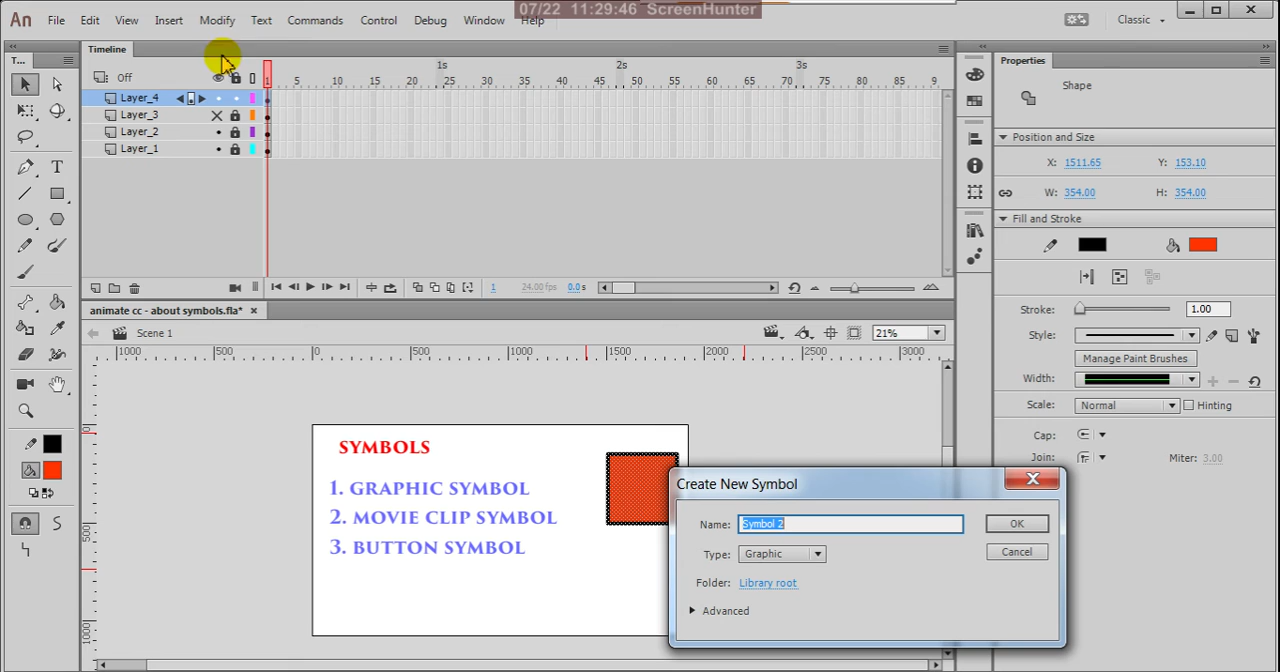 07/22 11:29:46 ScreenHunter
An File Edit View Insert Modify Text Commands Control Debug Window Help Classic
T... Timeline Properties
Off 1s 2s 3s
1 5 10 15 20 25 30 35 40 45 50 55 60 65 70 75 80 85 9
Layer_4
Layer_3
Layer_2
Layer_1
1 24.00 fps 0.0 s
Shape
Position and Size
X: 1511.65 Y: 153.10
W: 354.00 H: 354.00
Fill and Stroke
Stroke: 1.00
Style:
Manage Paint Brushes
Width:
Scale: Normal Hinting
Cap:
Join: Miter: 3.00
animate cc - about symbols.fla*
Scene 1 21%
1000 500 0 500 1000 1500 2000 2500 3000
0
500
1000
SYMBOLS
1. GRAPHIC SYMBOL
2. MOVIE CLIP SYMBOL
3. BUTTON SYMBOL
Create New Symbol
Name: Symbol 2 OK
Type: Graphic Cancel
Folder: Library root
Advanced